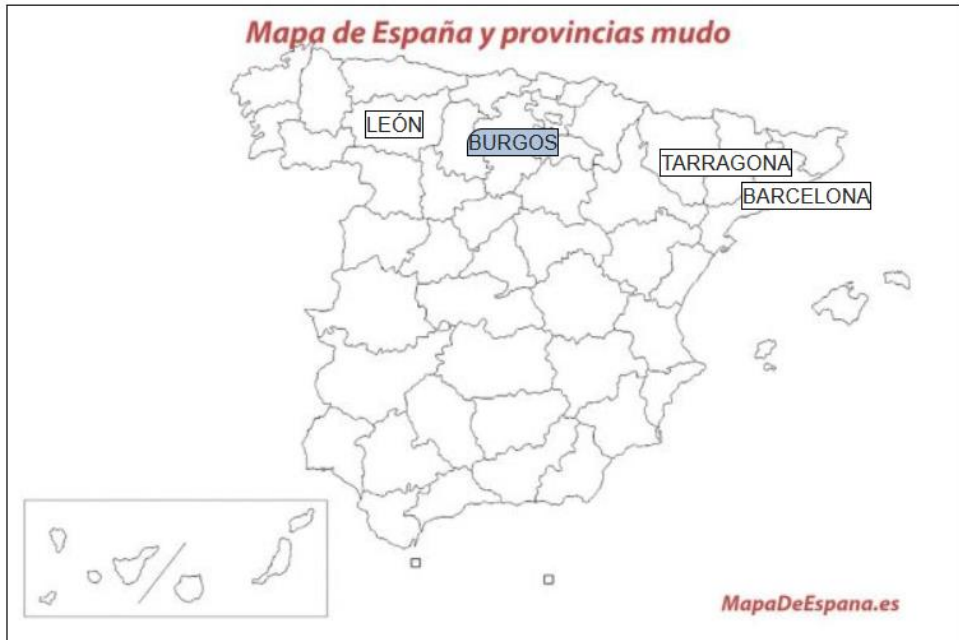 Mapa de España y provincias mudo
LEÓN
BURGOS
TARRAGONA
BARCELONA
MapaDeEspana.es